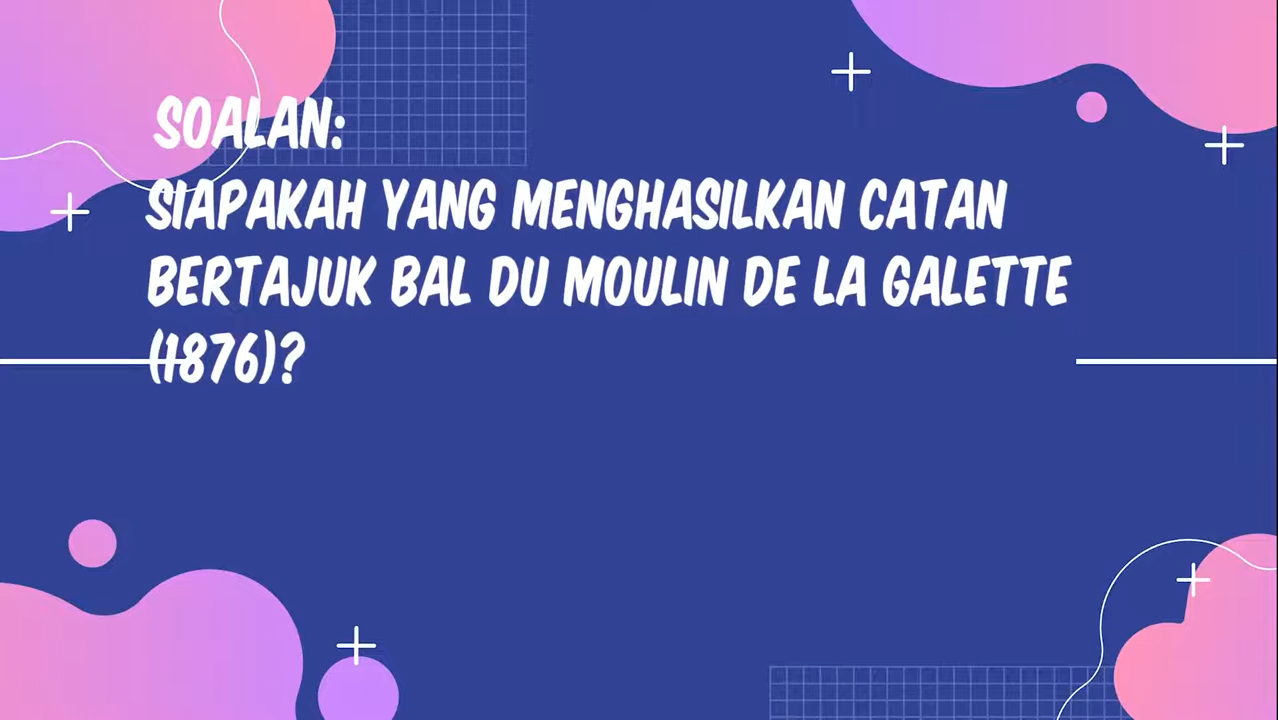 SOALAN:
SIAPAKAH YANG MENGHASILKAN CATAN
BERTAJUK BAL DU MOULIN DE LA GALETTE
(1876)?